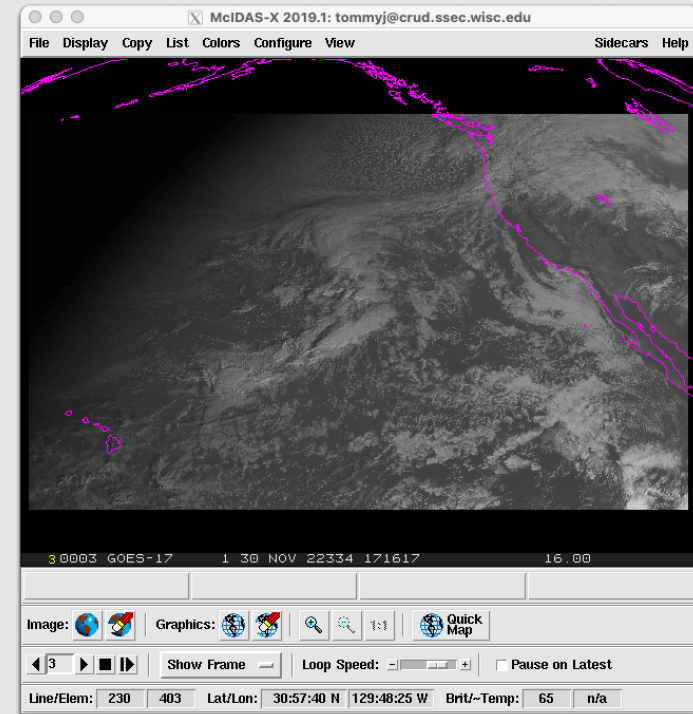 McIDAS-X 2019.1: tommyj@crud.ssec.wisc.edu
File Display Copy List Colors Configure View Sidecars Help
3 0003 GOES-17 1 30 NOV 22334 171617 16.00
Image: Graphics: 1:1 Quick Map
3 Show Frame Loop Speed: - + Pause on Latest
Line/Elem: 230 403 Lat/Lon: 30:57:40 N 129:48:25 W Brit/~Temp: 65 n/a